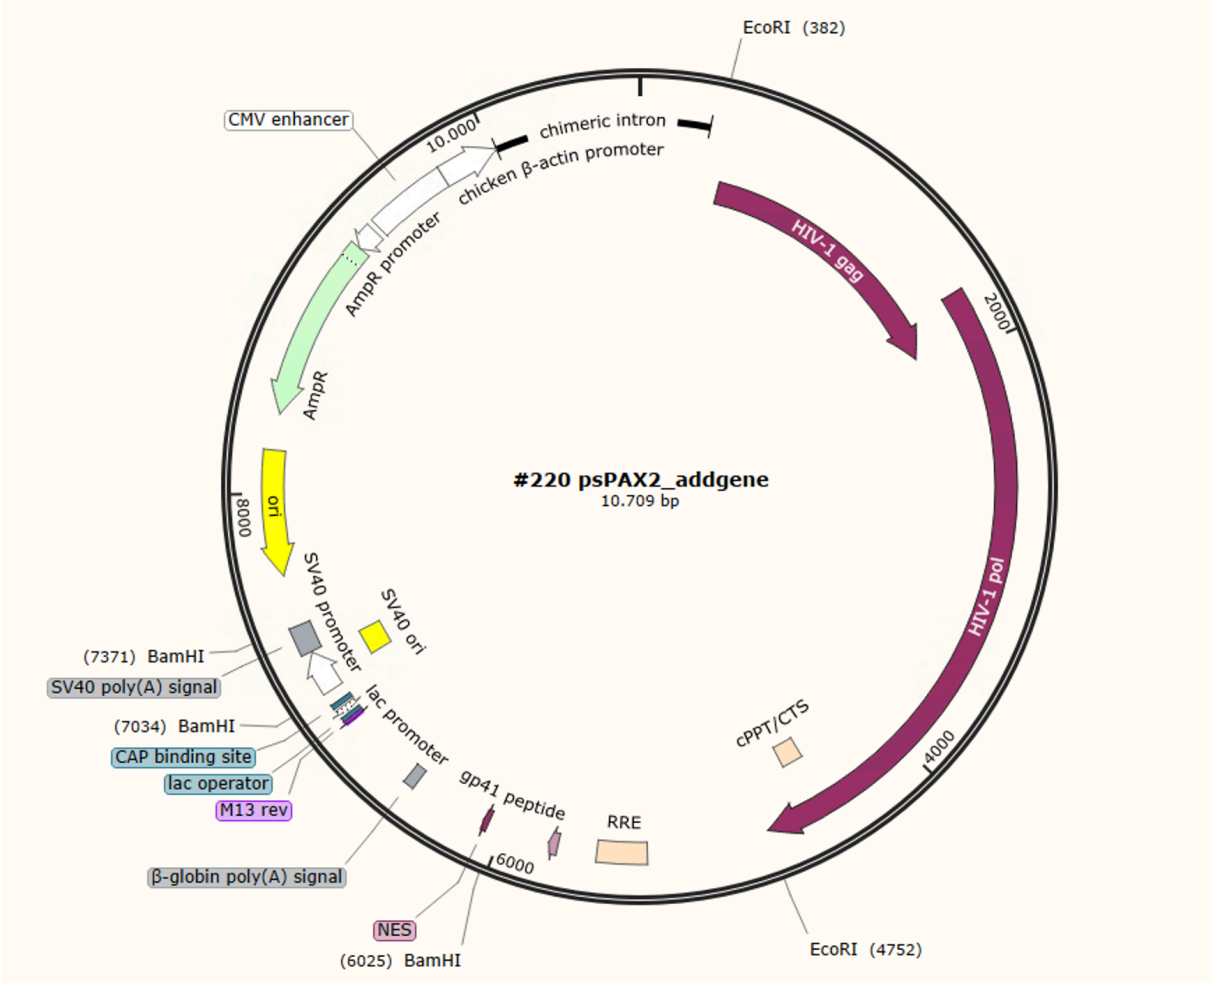 EcoRI (382)
CMV enhancer
10.000
chimeric intron
chicken β-actin promoter
HIV-1 gag
AmpR promoter
2000
AmpR
#220 psPAX2_addgene
10.709 bp
8000
ori
SV40 promoter
SV40 ori
HIV-1 pol
(7371) BamHI
SV40 poly(A) signal
(7034) BamHI
lac promoter
cPPT/CTS
4000
CAP binding site
lac operator
M13 rev
gp41 peptide
RRE
6000
β-globin poly(A) signal
NES
(6025) BamHI
EcoRI (4752)